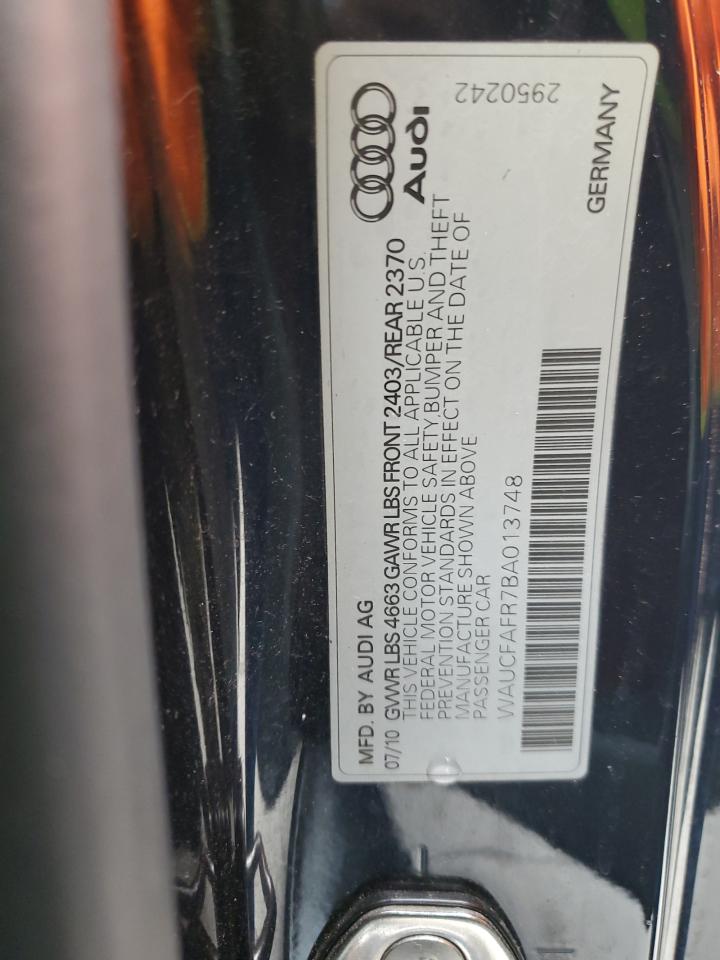 MFD. BY AUDI AG
07/10 GVWR LBS 4663 GAWR LBS FRONT 2403/REAR 2370
THIS VEHICLE CONFORMS TO ALL APPLICABLE U.S.
FEDERAL MOTOR VEHICLE SAFETY, BUMPER AND THEFT
PREVENTION STANDARDS IN EFFECT ON THE DATE OF
MANUFACTURE SHOWN ABOVE
PASSENGER CAR
WAUCFAFR7BA013748
Audi
2950242
GERMANY